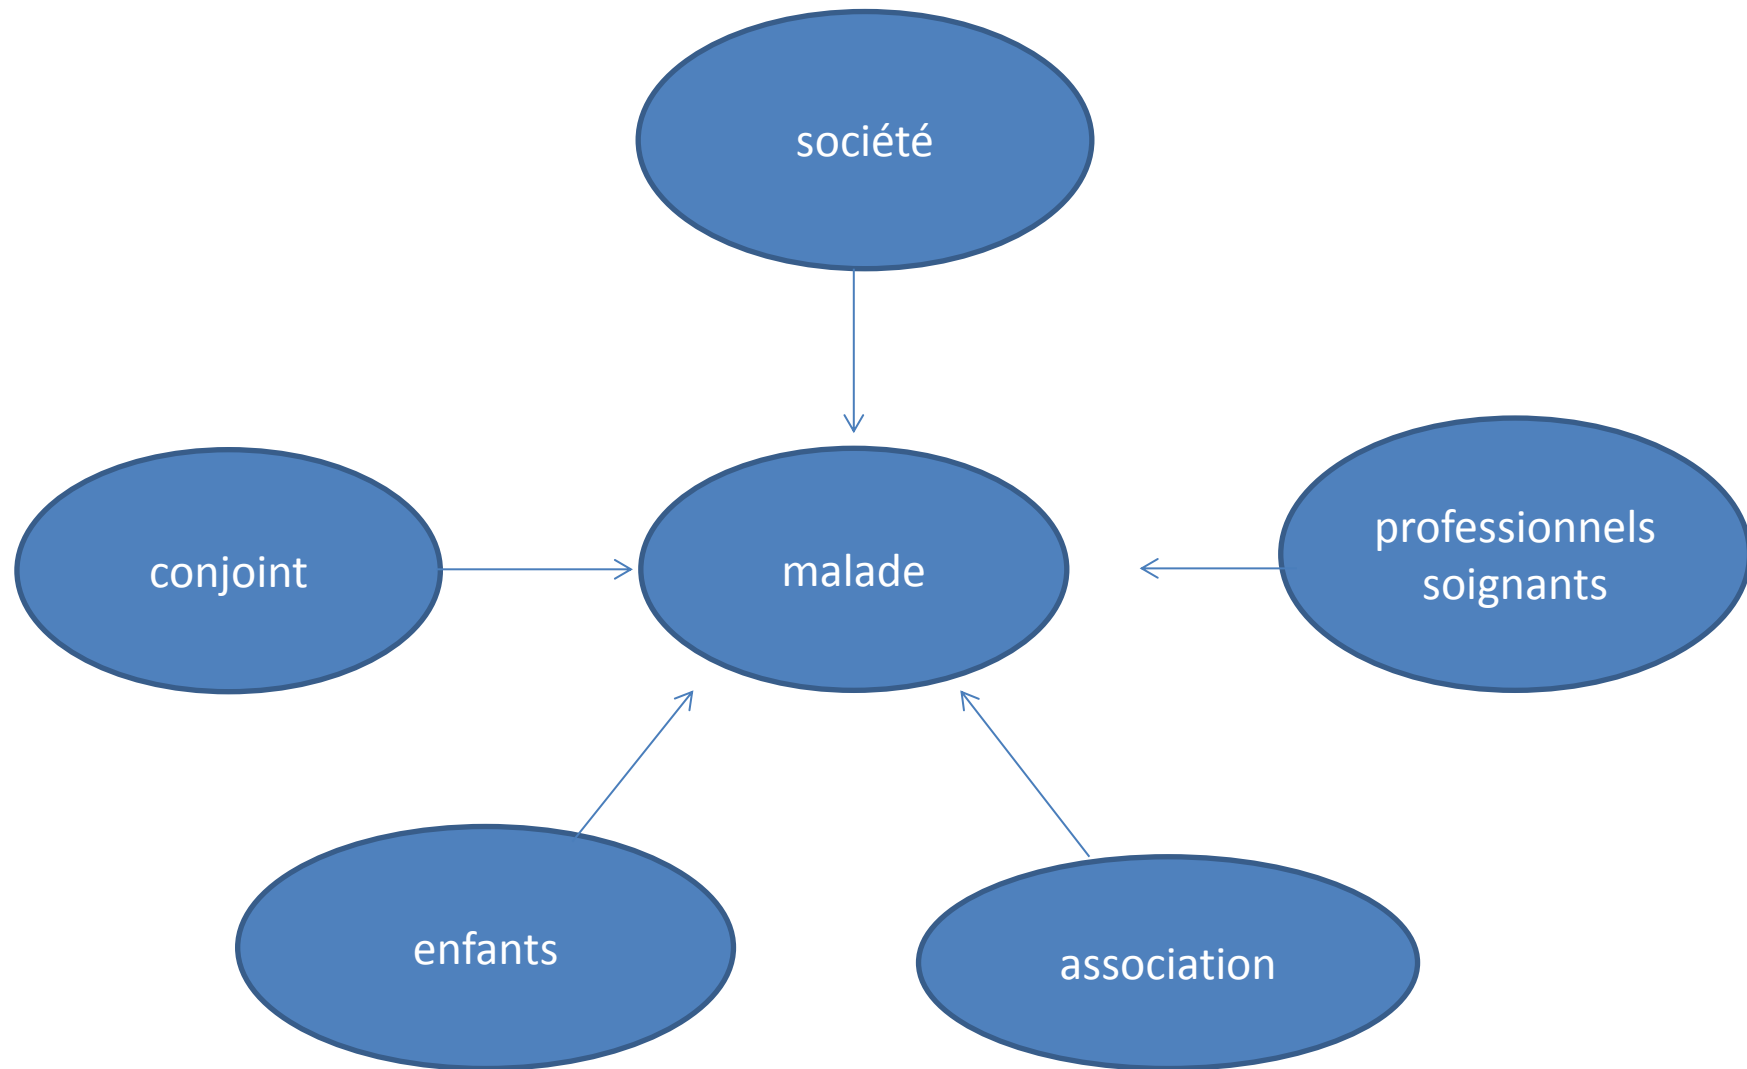 société
conjoint
malade
professionnels
soignants
enfants
association